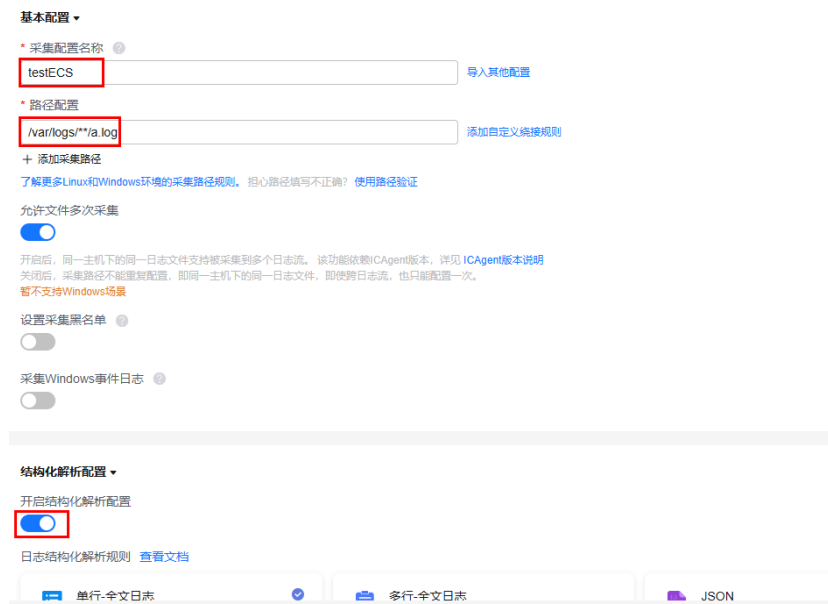 基本配置
* 采集配置名称
testECS 导入其他配置
* 路径配置
/var/logs/**/a.log 添加自定义绕接规则
+ 添加采集路径
了解更多Linux和Windows环境的采集路径规则。 担心路径填写不正确? 使用路径验证
允许文件多次采集
开启后,同一主机下的同一日志文件支持被采集到多个日志流。 该功能依赖ICAgent版本,详见 ICAgent版本说明
关闭后,采集路径不能重复配置,即同一主机下的同一日志文件,即使跨日志流,也只能配置一次。
暂不支持Windows场景
设置采集黑名单
采集Windows事件日志
结构化解析配置
开启结构化解析配置
日志结构化解析规则 查看文档
单行-全文日志 多行-全文日志 JSON